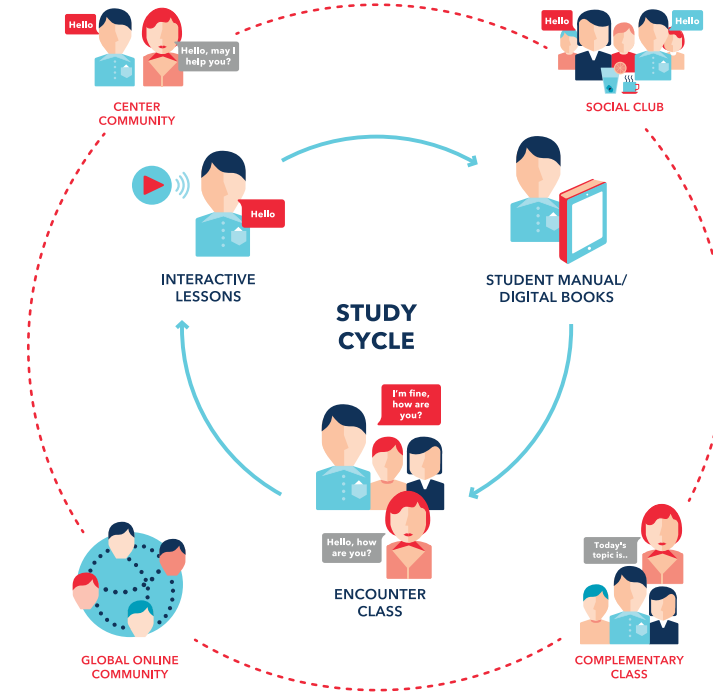 Hello
Hello, may I
help you?
CENTER
COMMUNITY
Hello
Hello
SOCIAL CLUB
Hello
INTERACTIVE
LESSONS
STUDENT MANUAL/
DIGITAL BOOKS
STUDY
CYCLE
I'm fine,
how are
you?
Hello, how
are you?
ENCOUNTER
CLASS
Today's
topic is..
GLOBAL ONLINE
COMMUNITY
COMPLEMENTARY
CLASS